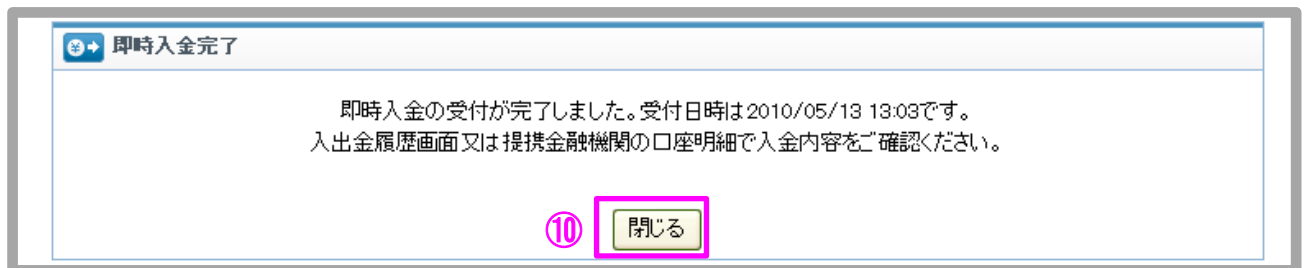 即時入金完了
即時入金の受付が完了しました。受付日時は2010/05/13 13:03です。
入出金履歴画面又は提携金融機関の口座明細で入金内容をご確認ください。
⑩ 閉じる